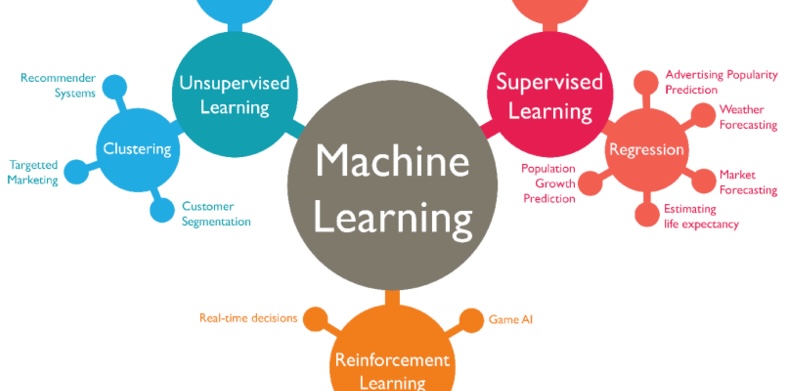 Unsupervised
Learning
Supervised
Learning
Machine
Learning
Recommender
Systems
Clustering
Targetted
Marketing
Customer
Segmentation
Advertising Popularity
Prediction
Weather
Forecasting
Regression
Population
Growth
Prediction
Market
Forecasting
Estimating
life expectancy
Real-time decisions
Game AI
Reinforcement
Learning